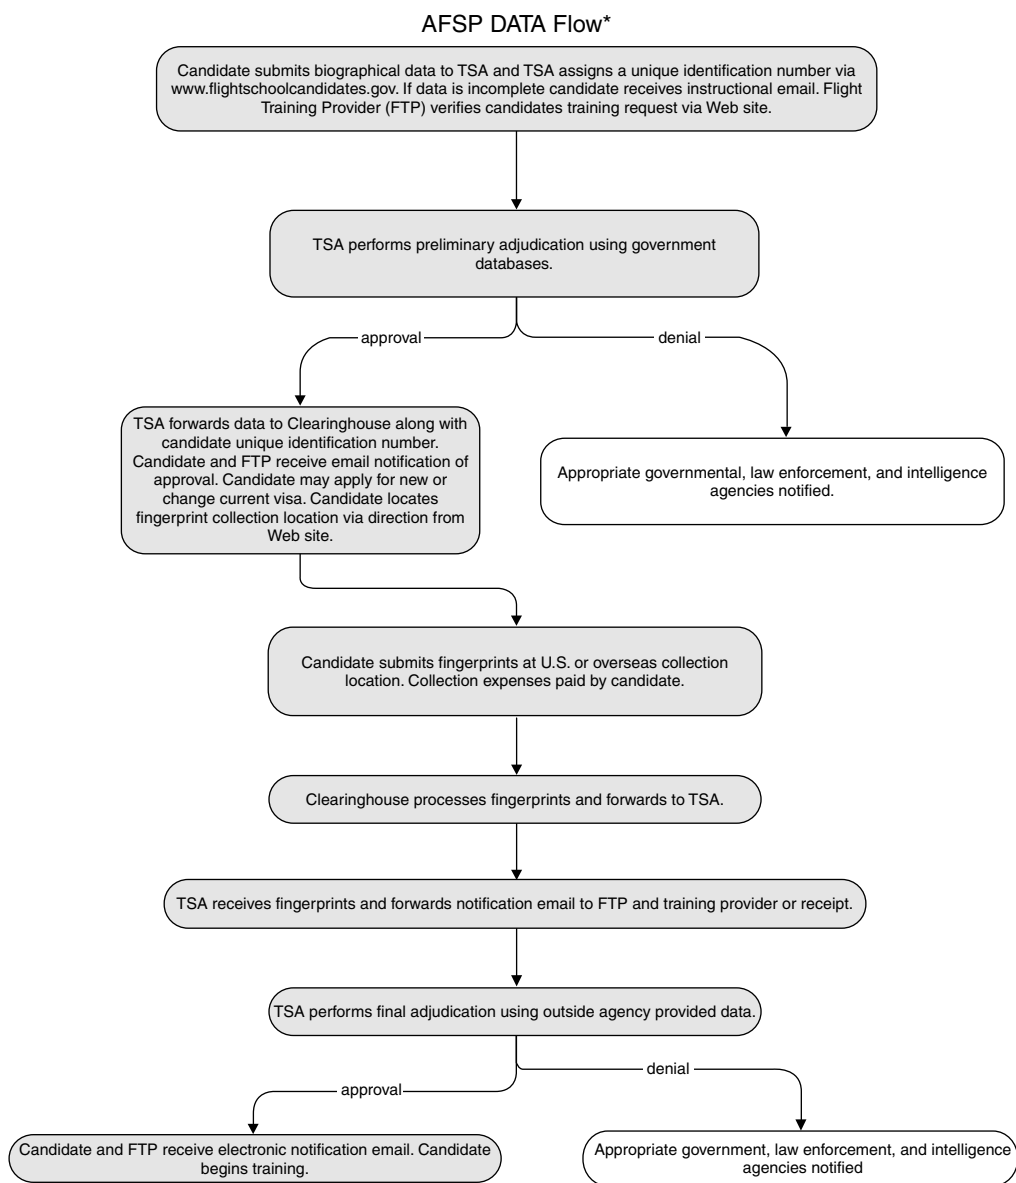 AFSP DATA Flow*
Candidate submits biographical data to TSA and TSA assigns a unique identification number via
www.flightschoolcandidates.gov. If data is incomplete candidate receives instructional email. Flight
Training Provider (FTP) verifies candidates training request via Web site.
TSA performs preliminary adjudication using government
databases.
approval
denial
TSA forwards data to Clearinghouse along with
candidate unique identification number.
Candidate and FTP receive email notification of
approval. Candidate may apply for new or
change current visa. Candidate locates
fingerprint collection location via direction from
Web site.
Appropriate governmental, law enforcement, and intelligence
agencies notified.
Candidate submits fingerprints at U.S. or overseas collection
location. Collection expenses paid by candidate.
Clearinghouse processes fingerprints and forwards to TSA.
TSA receives fingerprints and forwards notification email to FTP and training provider or receipt.
TSA performs final adjudication using outside agency provided data.
approval
denial
Candidate and FTP receive electronic notification email. Candidate
begins training.
Appropriate government, law enforcement, and intelligence
agencies notified